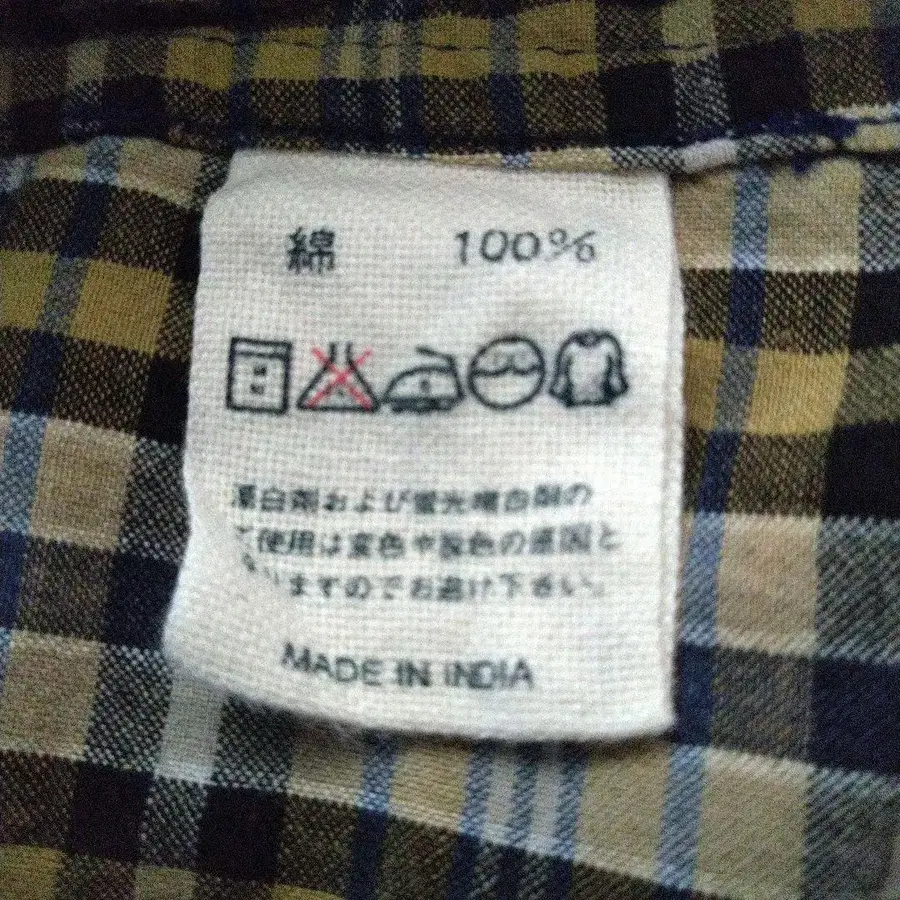 綿 100%
漂白剤および蛍光増白剤の
ご使用は変色や脱色の原因と
なりますのでお避け下さい。
MADE IN INDIA